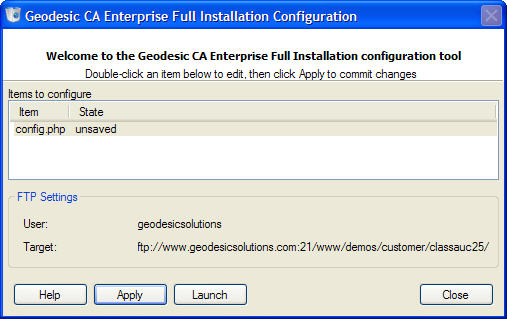 Geodesic CA Enterprise Full Installation Configuration
Welcome to the Geodesic CA Enterprise Full Installation configuration tool
Double-click an item below to edit, then click Apply to commit changes
Items to configure
Item State
config.php unsaved
FTP Settings
User: geodesicsolutions
Target: ftp://www.geodesicsolutions.com:21/www/demos/customer/classauc25/
Help Apply Launch Close